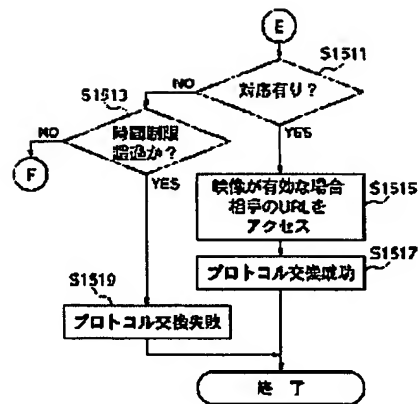 E
S1511
対応有り?
NO
YES
S1513
時間制限
超過か?
NO
YES
F
映像が有効な場合
相手のURLを
アクセス
S1515
プロトコル交換成功
S1517
S1519
プロトコル交換失敗
終 了